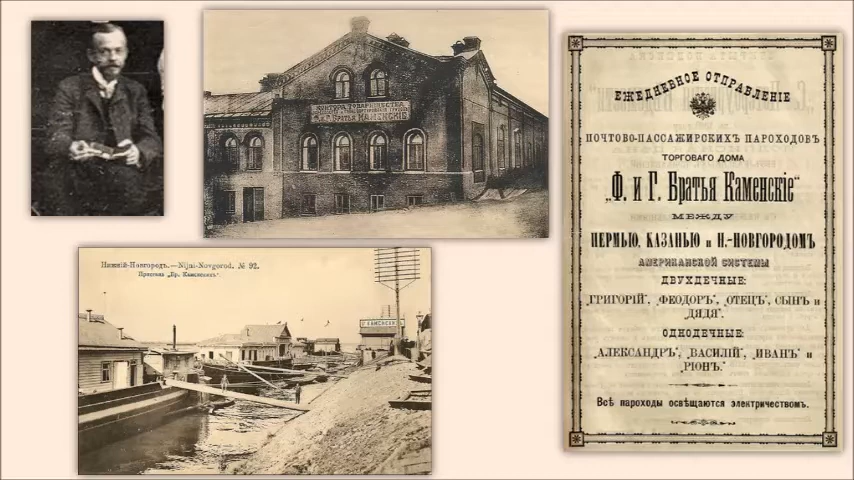 КОНТОРА ТОВАРИЩЕСТВА
Ф. и Г. БРАТЬЯ КАМЕНСКІЕ
Нижній-Новгородъ.—Nijni-Novgorod. № 92.
Пристань „Бр. Каменскихъ“.
ЕЖЕДНЕВНОЕ ОТПРАВЛЕНІЕ
ПОЧТОВО-ПАССАЖИРСКИХЪ ПАРОХОДОВЪ
ТОРГОВАГО ДОМА
„Ф. и Г. Братья Каменскіе“
МЕЖДУ
ПЕРМЬЮ, КАЗАНЬЮ и Н.-НОВГОРОДОМЪ
АМЕРИКАНСКОЙ СИСТЕМЫ
ДВУХДЕЧНЫЕ:
„ГРИГОРІЙ“, „ФЕОДОРЪ“, „ОТЕЦЪ“, „СЫНЪ“ и
„ДЯДЯ“.
ОДНОДЕЧНЫЕ:
„АЛЕКСАНДРЪ“, „ВАСИЛІЙ“, „ИВАНЪ“ и
„РІОНЪ“.
Всѣ пароходы освѣщаются электричествомъ.